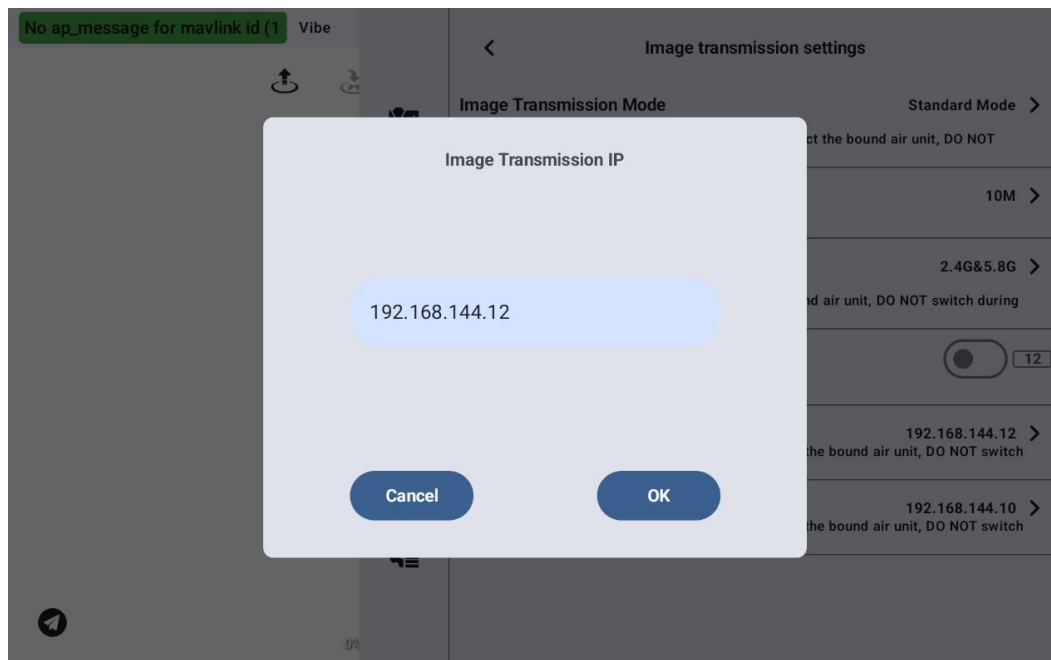 No ap_message for mavlink id (1
Vibe
Image transmission settings
Image Transmission Mode
Standard Mode
ct the bound air unit, DO NOT
Image Transmission IP
10M
2.4G&5.8G
nd air unit, DO NOT switch during
192.168.144.12
12
192.168.144.12
the bound air unit, DO NOT switch
Cancel
OK
192.168.144.10
the bound air unit, DO NOT switch
0%